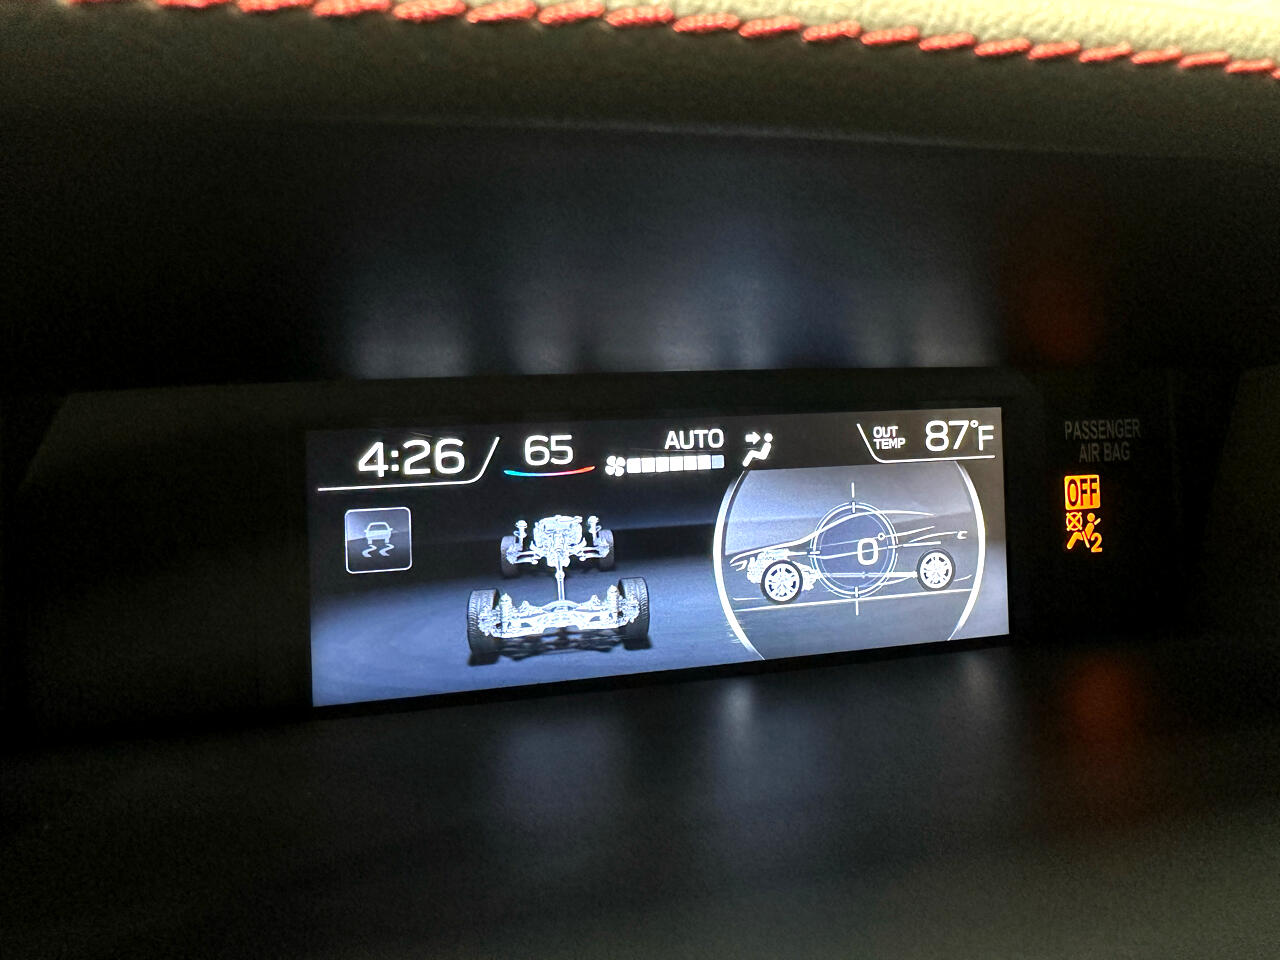 4:26
65
AUTO
OUT
TEMP
87°F
0°
PASSENGER
AIR BAG
OFF
2